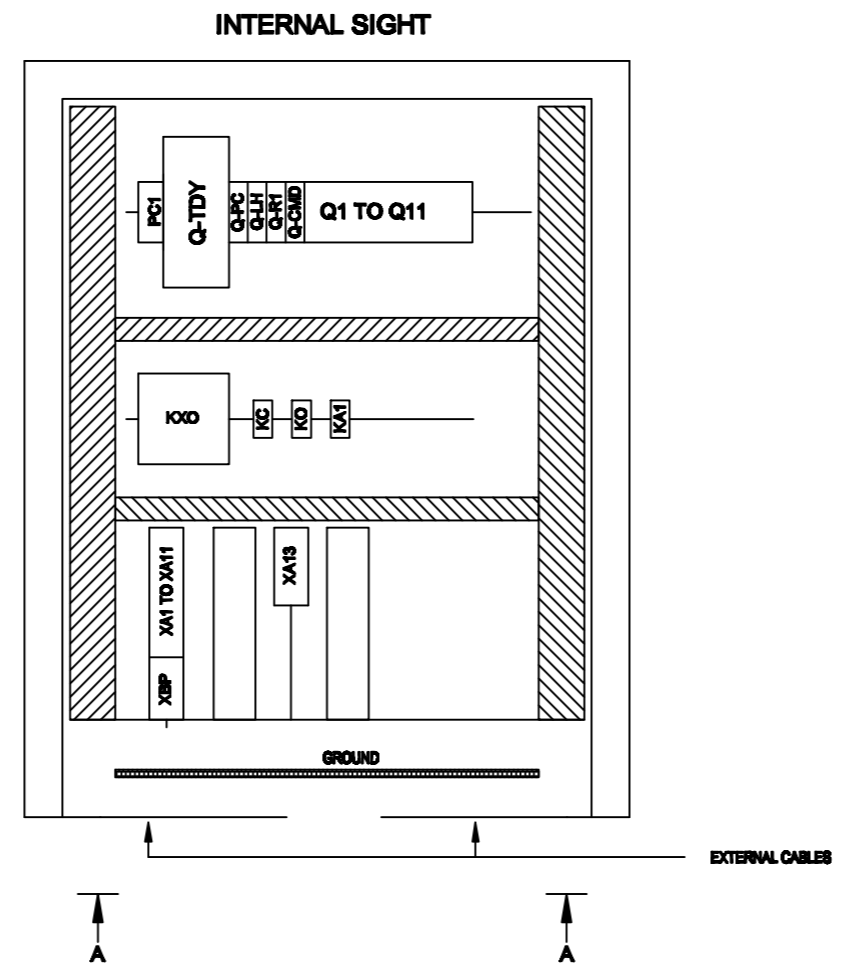 INTERNAL SIGHT
PC1
Q-TDY
Q-PC
Q-LH
Q-R1
Q-CMD
Q1 TO Q11
KXO
KC
KO
KA1
XA1 TO XA11
XBP
XA13
GROUND
EXTERNAL CABLES
A
A